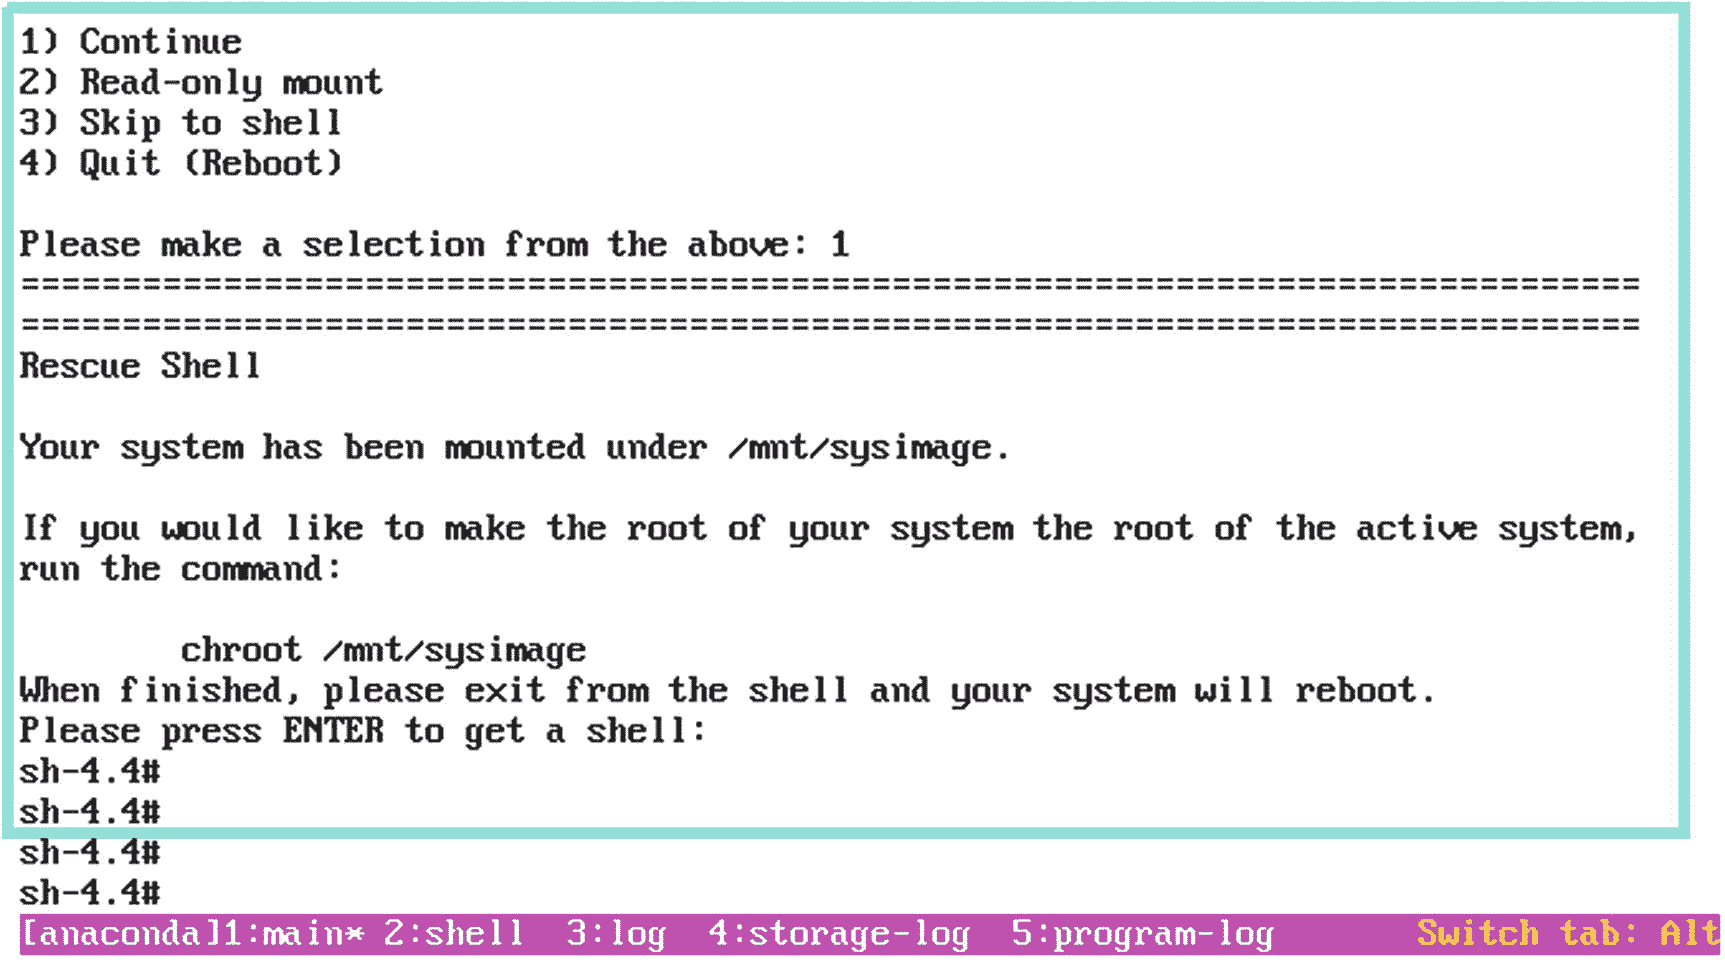 1) Continue
2) Read-only mount
3) Skip to shell
4) Quit (Reboot)
Please make a selection from the above: 1
================================================================================
================================================================================
Rescue Shell
Your system has been mounted under /mnt/sysimage.
If you would like to make the root of your system the root of the active system,
run the command:
chroot /mnt/sysimage
When finished, please exit from the shell and your system will reboot.
Please press ENTER to get a shell:
sh-4.4#
sh-4.4#
sh-4.4#
sh-4.4#
[anaconda]1:main* 2:shell  3:log  4:storage-log  5:program-log Switch tab: Alt